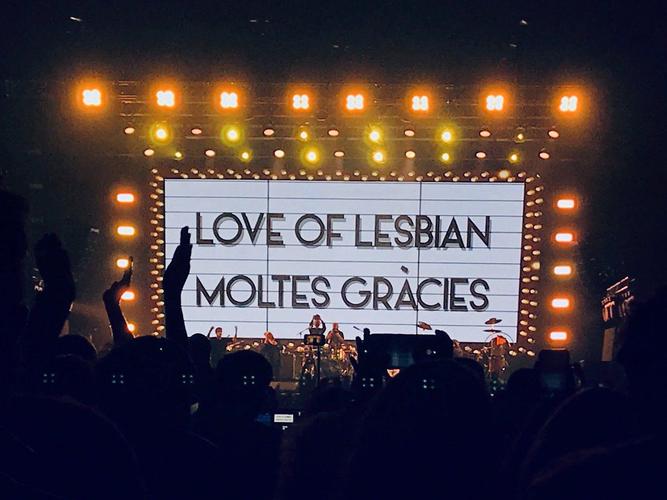 LOVE OF LESBIAN
MOLTES GRÀCIES